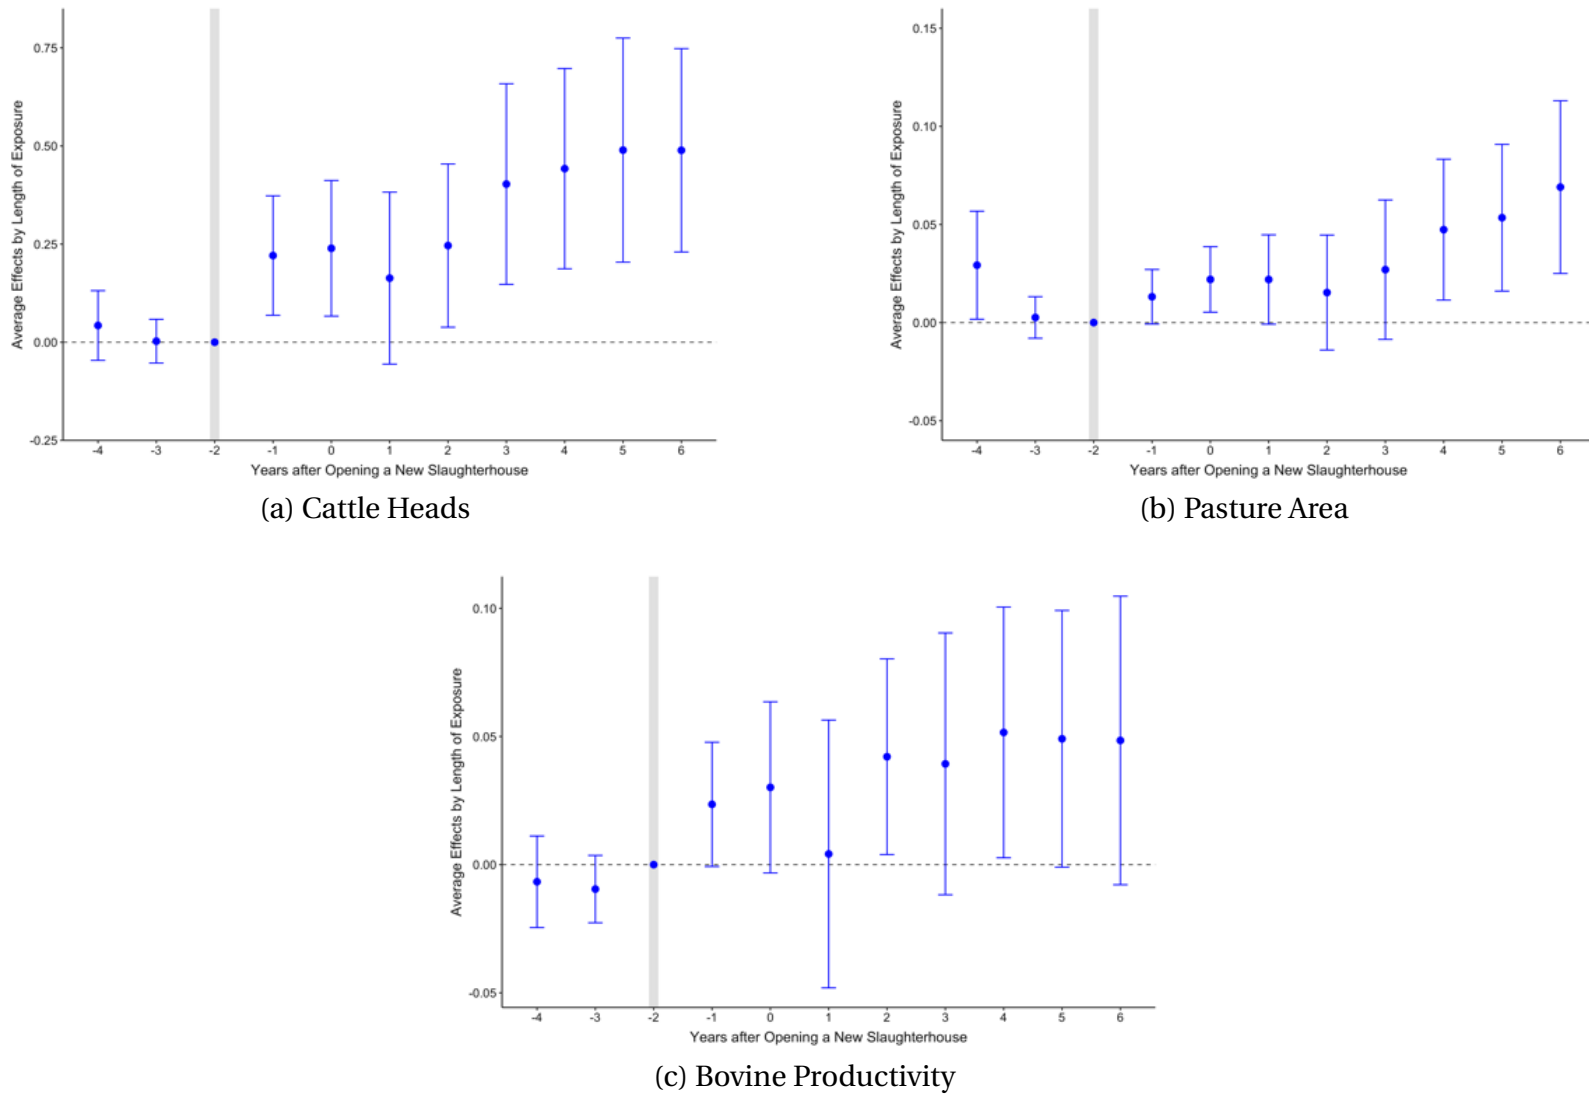 Average Effects by Length of Exposure
0.75
0.50
0.25
0.00
-0.25
-4 -3 -2 -1 0 1 2 3 4 5 6
Years after Opening a New Slaughterhouse
(a) Cattle Heads
Average Effects by Length of Exposure
0.15
0.10
0.05
0.00
-0.05
-4 -3 -2 -1 0 1 2 3 4 5 6
Years after Opening a New Slaughterhouse
(b) Pasture Area
Average Effects by Length of Exposure
0.10
0.05
0.00
-0.05
-4 -3 -2 -1 0 1 2 3 4 5 6
Years after Opening a New Slaughterhouse
(c) Bovine Productivity